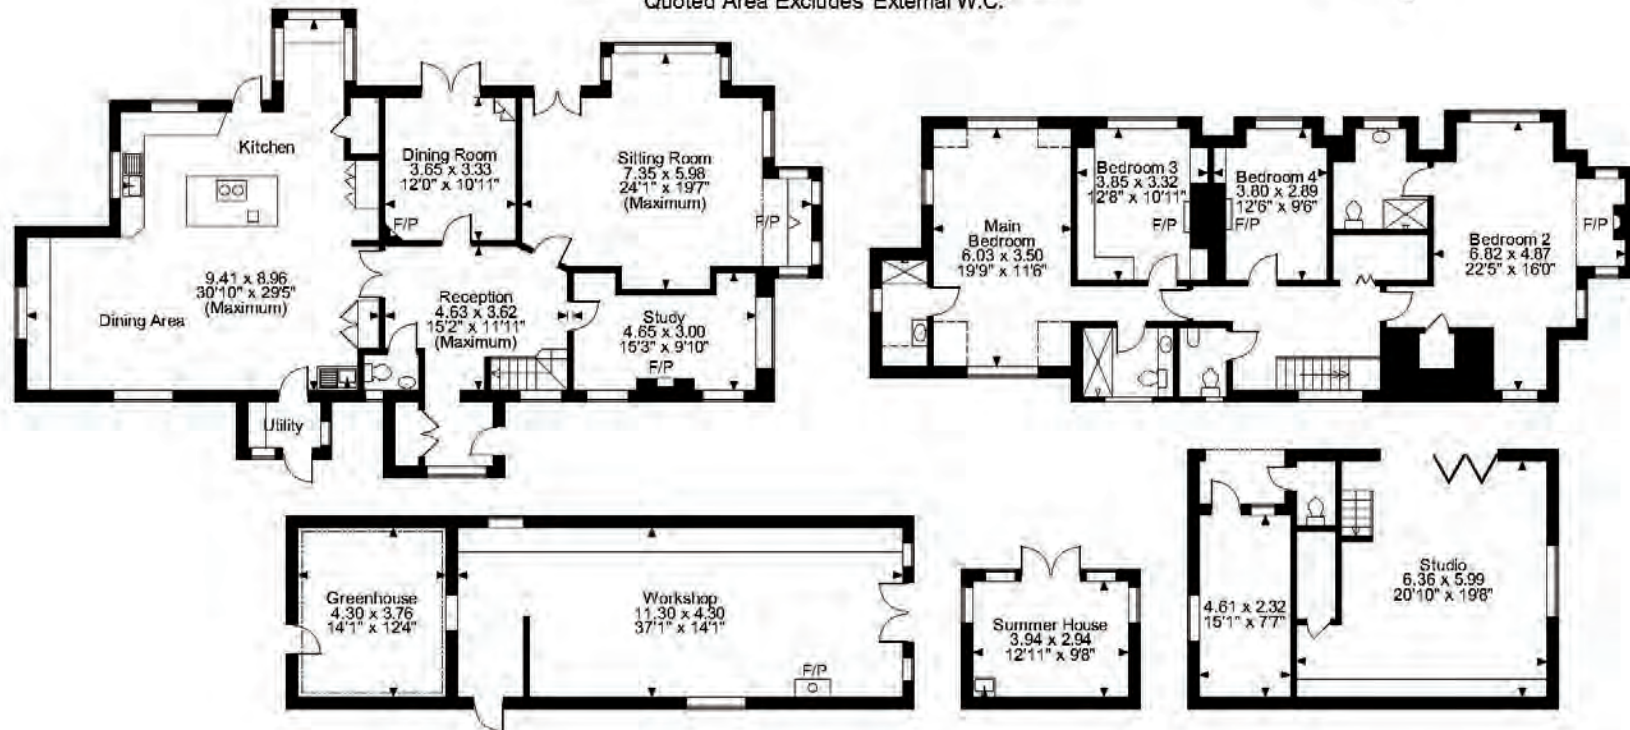 Quoted Area Excludes 'External W.C.'
Kitchen
Dining Room
3.65 x 3.33
12'0" x 10'11"
F/P
Sitting Room
7.35 x 5.98
24'1" x 19'7"
(Maximum)
F/P
9.41 x 8.96
30'10" x 29'5"
(Maximum)
Dining Area
Reception
4.63 x 3.62
15'2" x 11'11"
(Maximum)
Study
4.65 x 3.00
15'3" x 9'10"
F/P
Utility
Main
Bedroom
6.03 x 3.50
19'9" x 11'6"
Bedroom 3
3.85 x 3.32
12'8" x 10'11"
F/P
Bedroom 4
3.80 x 2.89
12'6" x 9'6"
F/P
Bedroom 2
6.82 x 4.87
22'5" x 16'0"
F/P
Greenhouse
4.30 x 3.76
14'1" x 12'4"
Workshop
11.30 x 4.30
37'1" x 14'1"
F/P
Summer House
3.94 x 2.94
12'11" x 9'8"
4.61 x 2.32
15'1" x 7'7"
Studio
6.36 x 5.99
20'10" x 19'8"